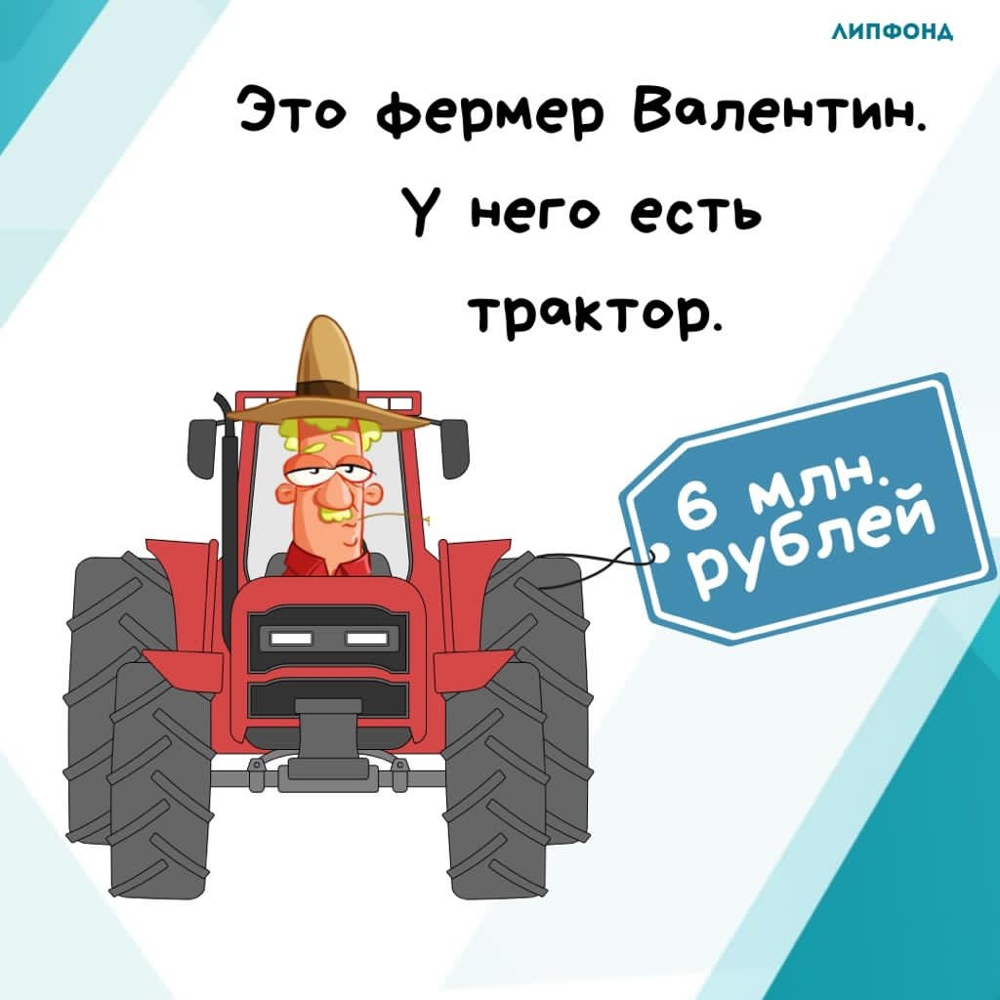 ЛИПФОНД
Это фермер Валентин.
У него есть
трактор.
6 млн.
рублей